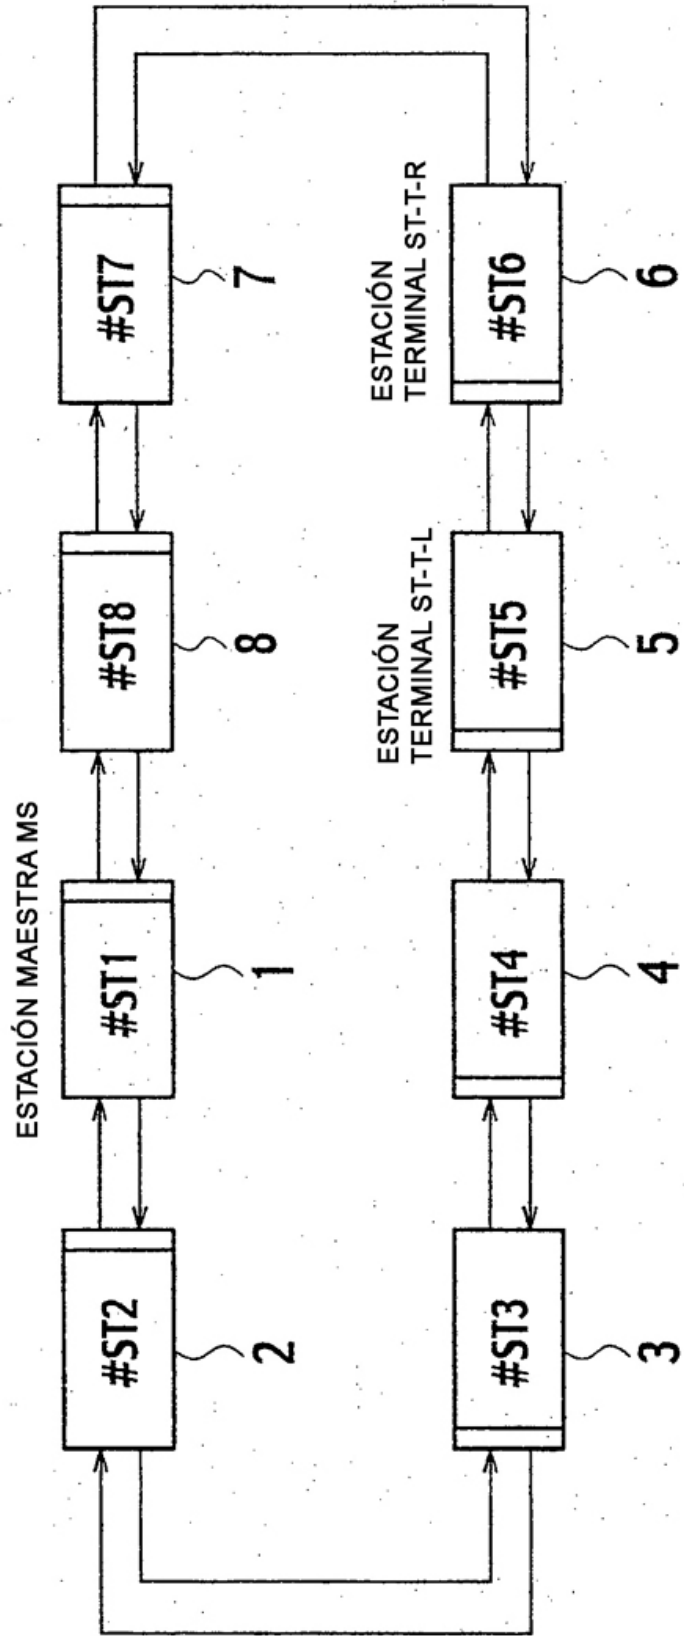 ESTACIÓN MAESTRA MS
#ST2
#ST1
#ST8
#ST7
2
1
8
7
ESTACIÓN
TERMINAL ST-T-L
ESTACIÓN
TERMINAL ST-T-R
#ST3
#ST4
#ST5
#ST6
3
4
5
6